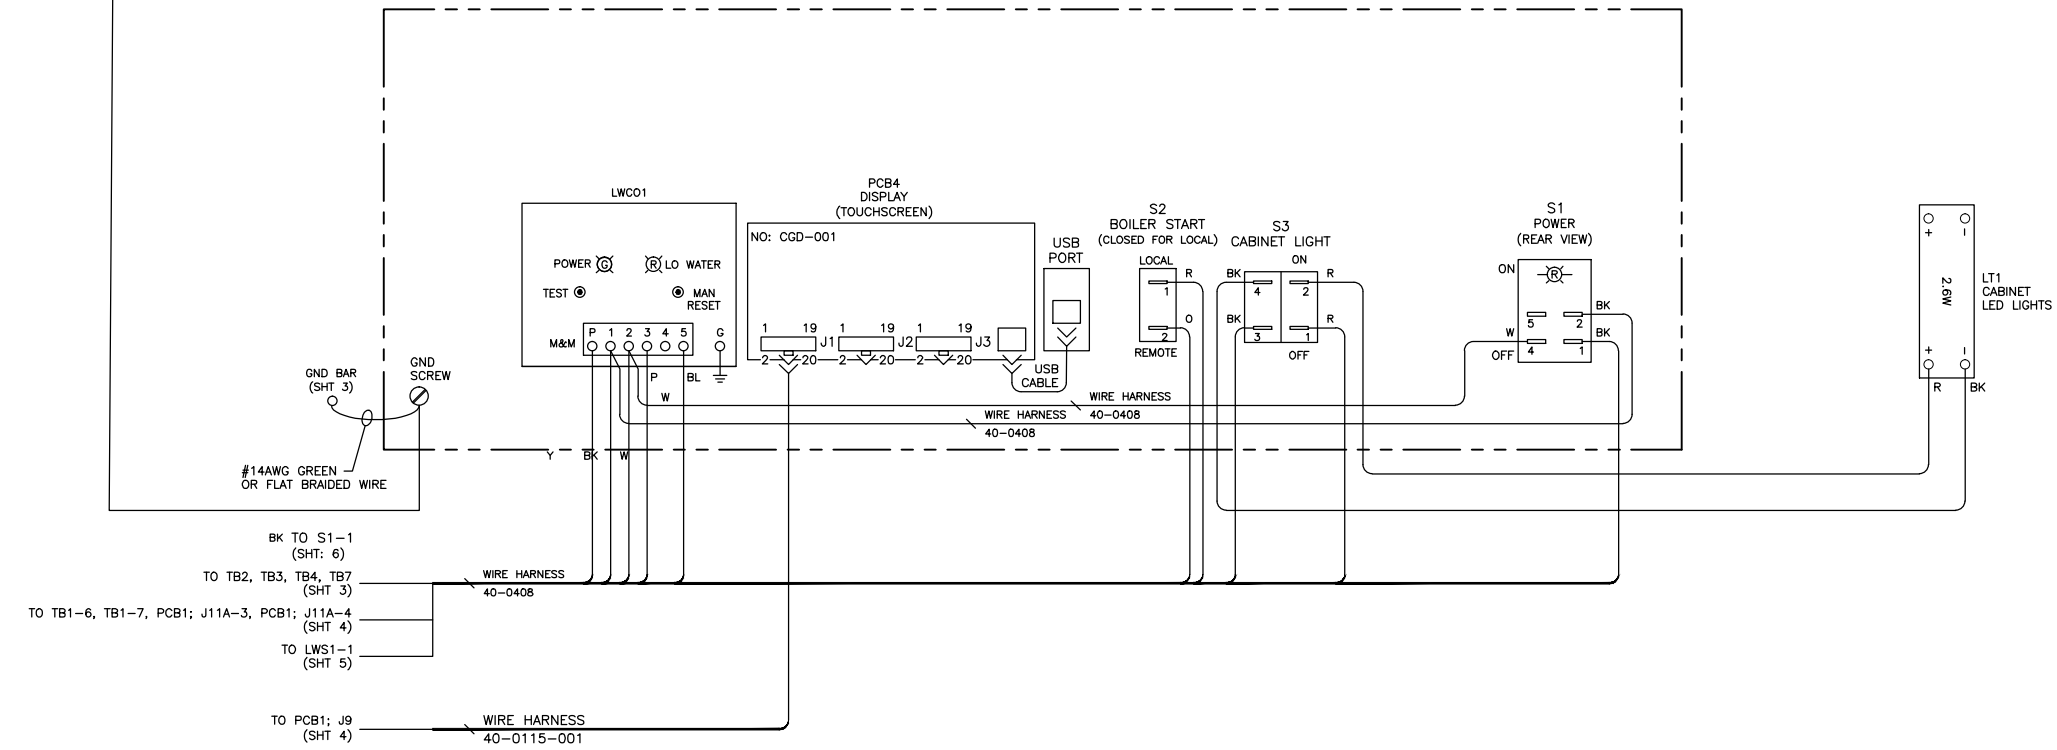 LWCO1
POWER G
R LO WATER
TEST
MAN
RESET
M&M
P 1 2 3 4 5 G
P
BL
W
Y BK W
PCB4
DISPLAY
(TOUCHSCREEN)
NO: CGD-001
1 19
J1
2 20
1 19
J2
2 20
1 19
J3
2 20
USB
PORT
USB
CABLE
S2
BOILER START
(CLOSED FOR LOCAL)
LOCAL
R
1
O
2
REMOTE
S3
CABINET LIGHT
ON
BK R
4 2
BK R
3 1
OFF
S1
POWER
(REAR VIEW)
ON
R
BK
5 2
W BK
4 1
OFF
+ -
2.6W
+ -
R BK
LT1
CABINET
LED LIGHTS
WIRE HARNESS
40-0408
WIRE HARNESS
40-0408
GND BAR
(SHT 3)
GND
SCREW
#14AWG GREEN
OR FLAT BRAIDED WIRE
BK TO S1-1
(SHT: 6)
TO TB2, TB3, TB4, TB7
(SHT 3)
WIRE HARNESS
40-0408
TO TB1-6, TB1-7, PCB1; J11A-3, PCB1; J11A-4
(SHT 4)
TO LWS1-1
(SHT 5)
TO PCB1; J9
(SHT 4)
WIRE HARNESS
40-0115-001